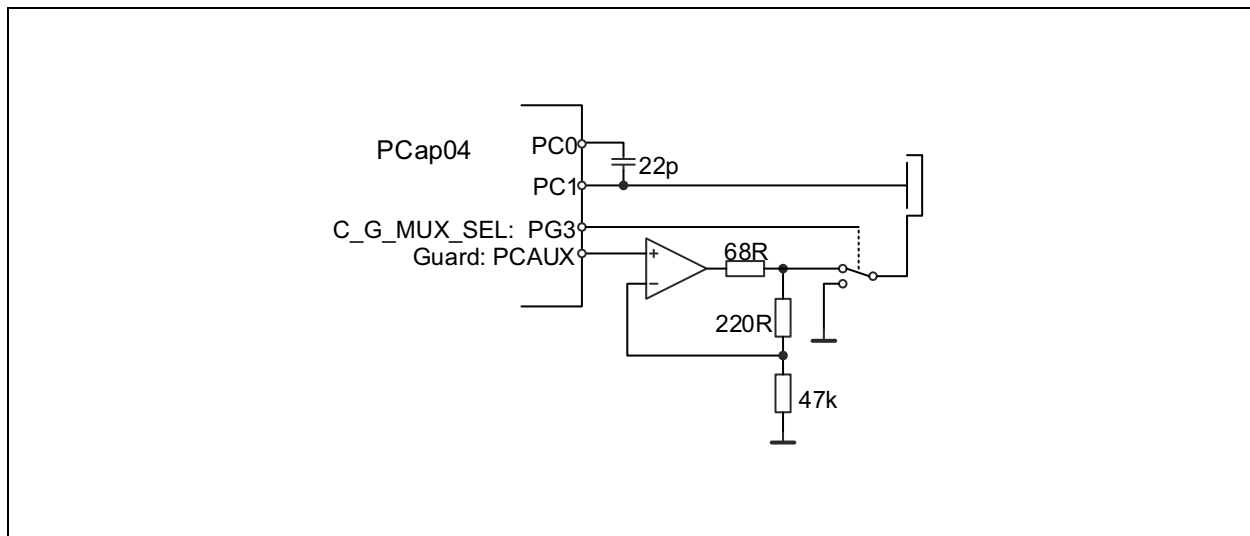 PCap04
PC0
22p
PC1
C_G_MUX_SEL: PG3
Guard: PCAUX
+
68R
−
220R
47k